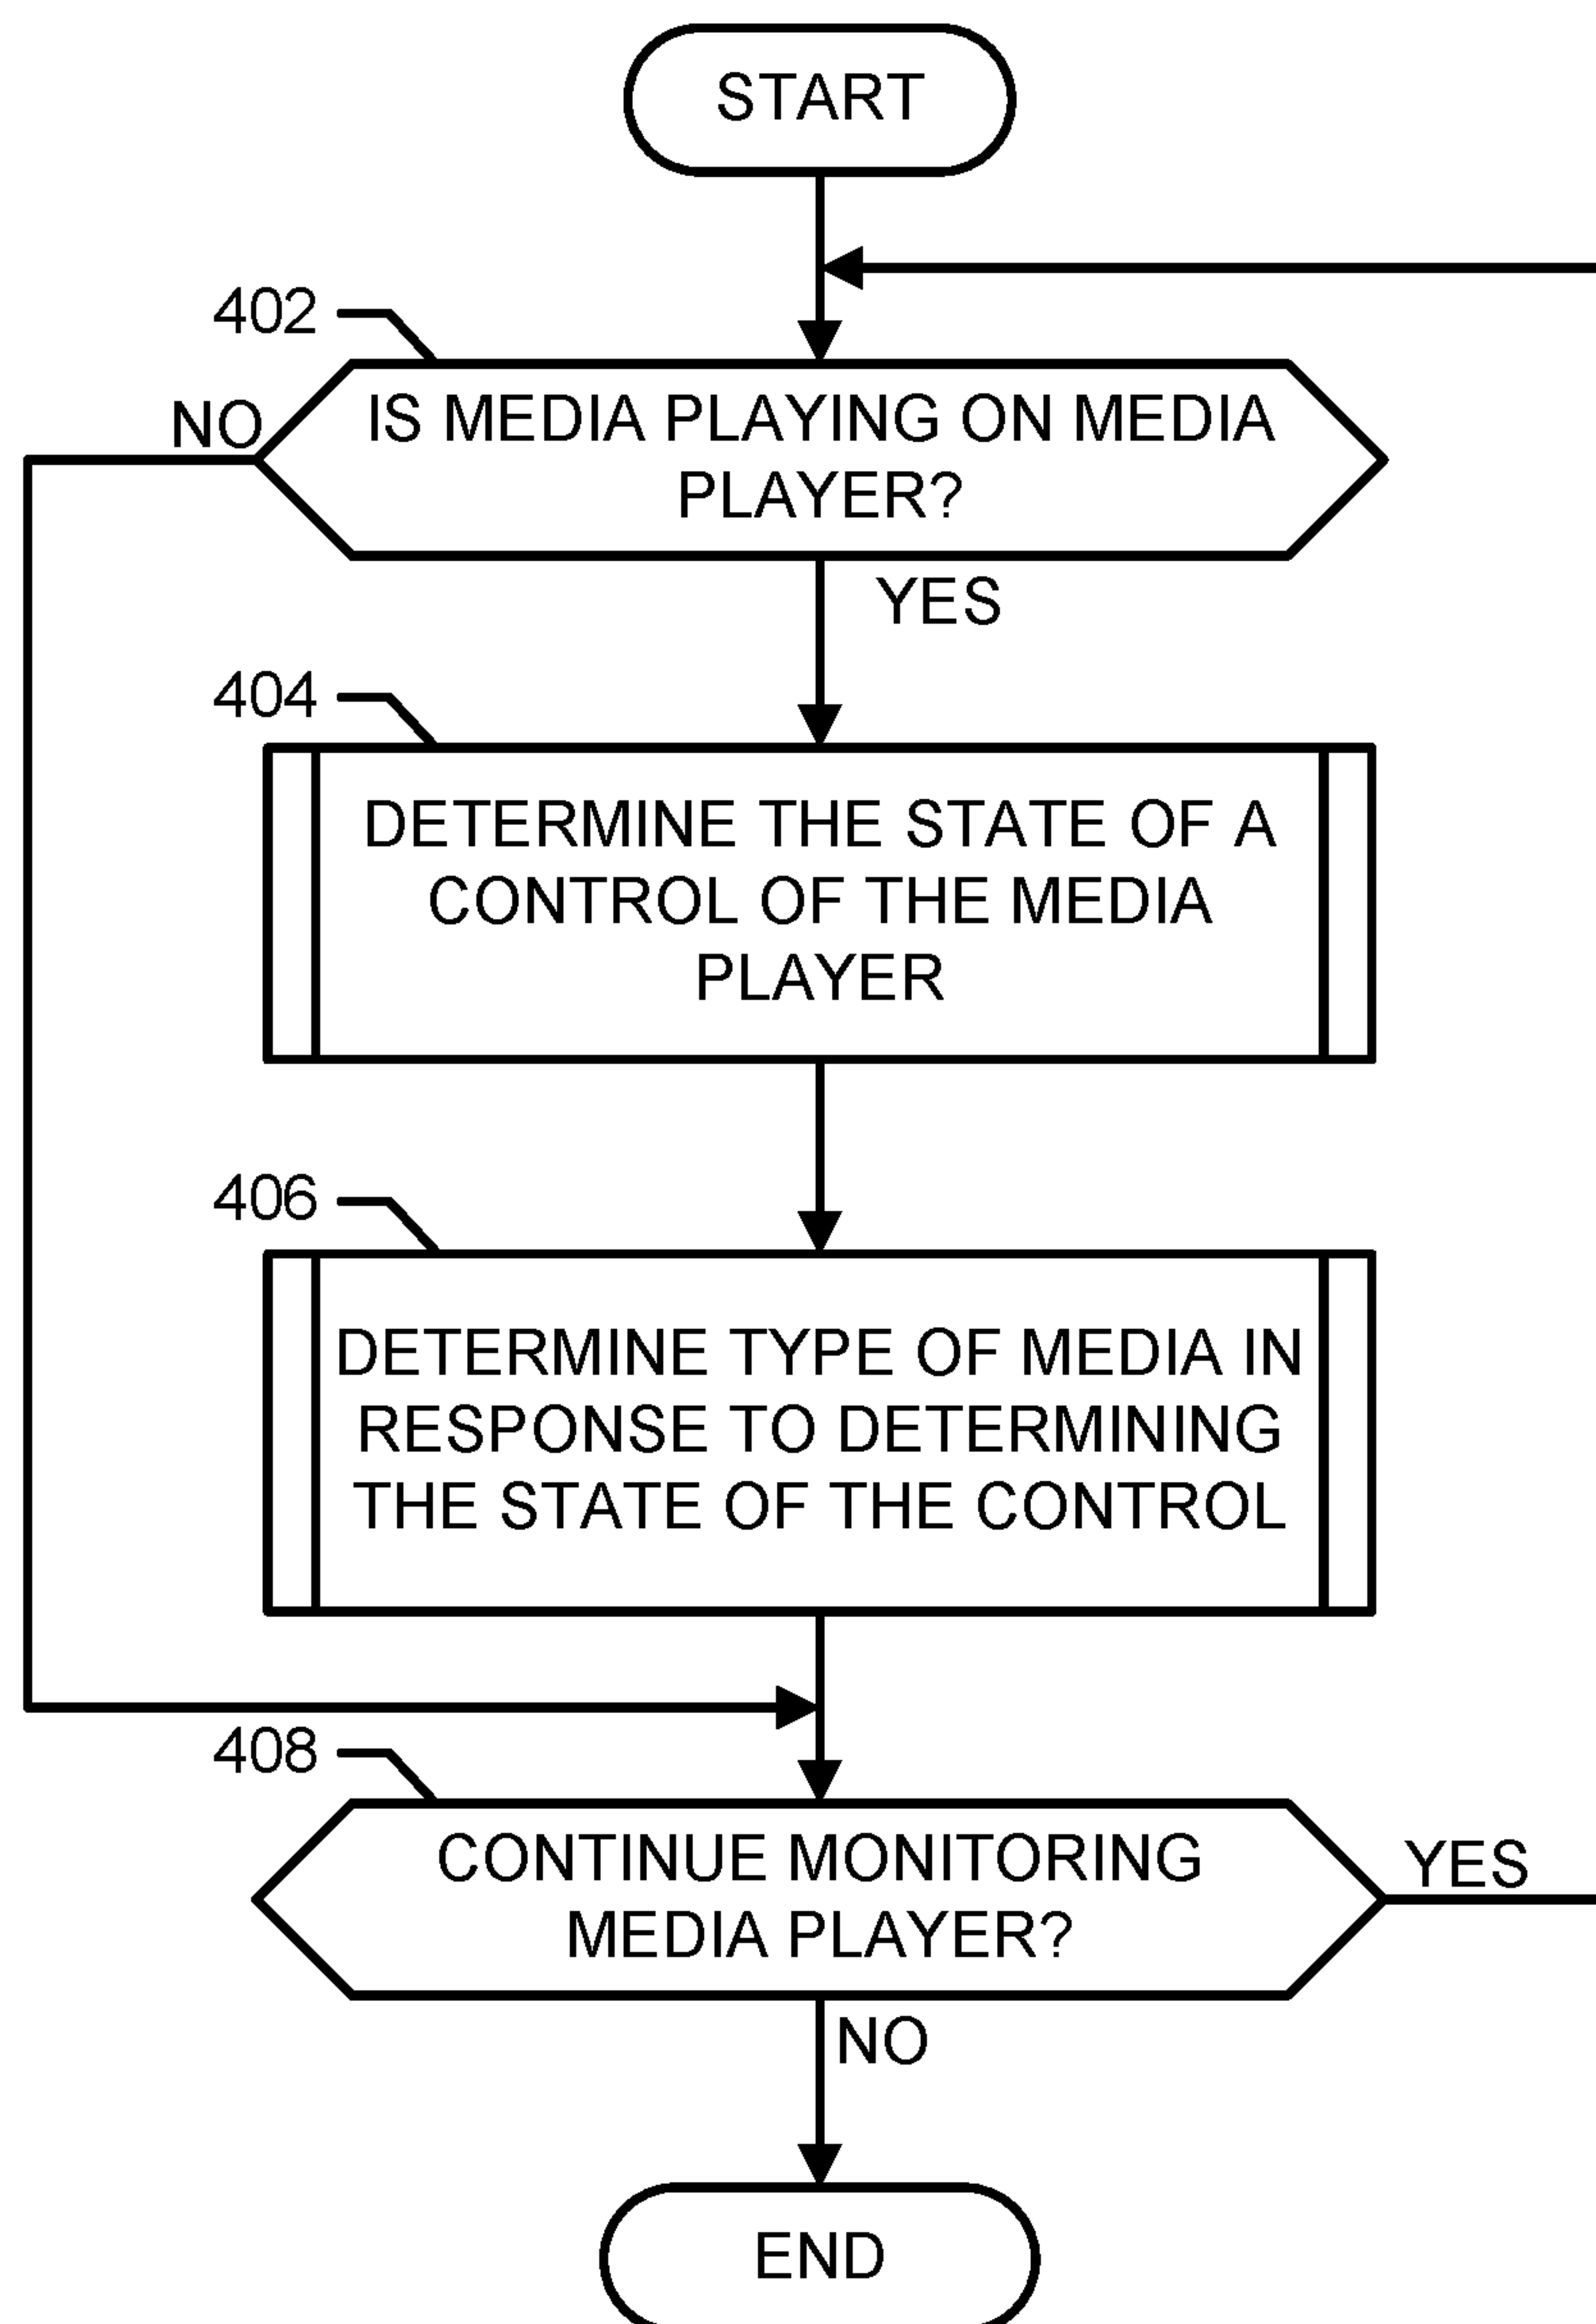 START
402
NO
IS MEDIA PLAYING ON MEDIA
PLAYER?
YES
404
DETERMINE THE STATE OF A
CONTROL OF THE MEDIA
PLAYER
406
DETERMINE TYPE OF MEDIA IN
RESPONSE TO DETERMINING
THE STATE OF THE CONTROL
408
CONTINUE MONITORING
MEDIA PLAYER?
YES
NO
END